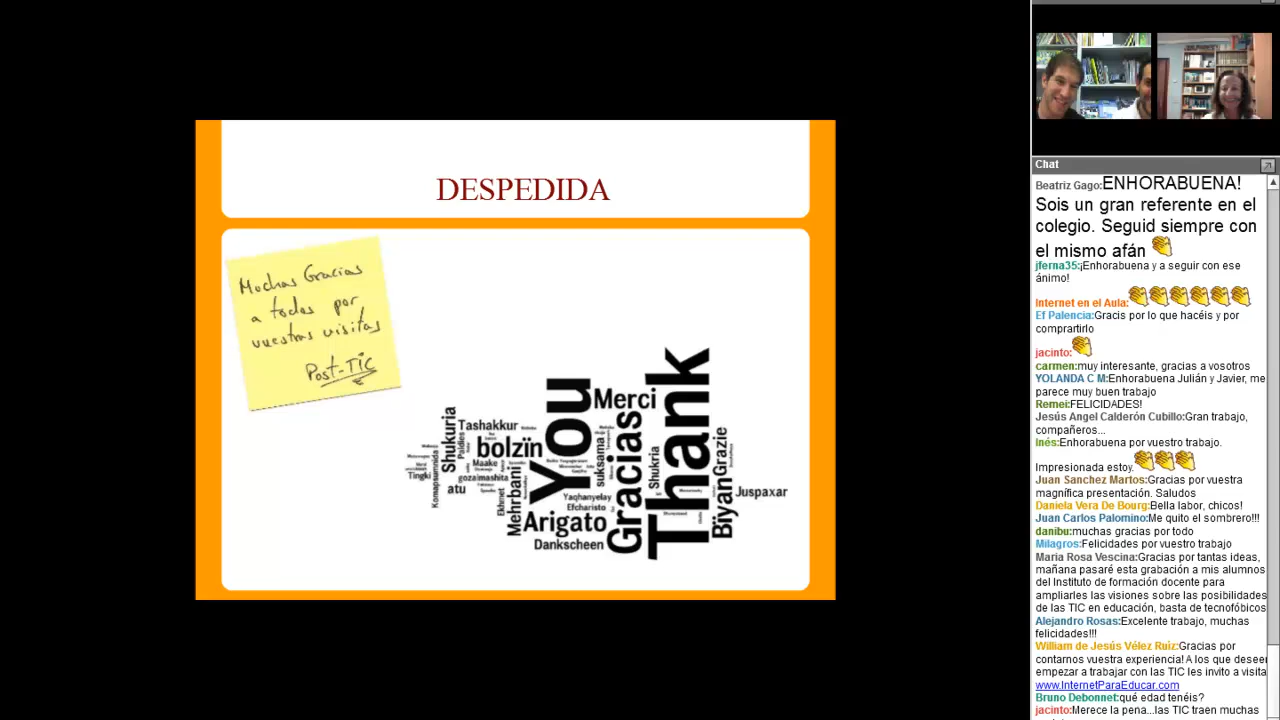 DESPEDIDA
Muchas Gracias
a todos por
vuestras visitas
Post-TIC
Thank
You
Gracias
Merci
Arigato
bolzïn
Tashakkur
Shukuria
Mehrbani
Dankscheen
Efcharisto
Yaqhanyelay
suksama
Shukria
Grazie
Biyan
Juspaxar
Maake
gozaimashita
atu
Tingki
Komapsumnida
Paldies
Ekhmet
Chat
Beatriz Gago:ENHORABUENA!
Sois un gran referente en el
colegio. Seguid siempre con
el mismo afán
jferna35:¡Enhorabuena y a seguir con ese
ánimo!
Internet en el Aula:
Ef Palencia:Gracis por lo que hacéis y por
comprartirlo
jacinto:
carmen:muy interesante, gracias a vosotros
YOLANDA C M:Enhorabuena Julián y Javier, me
parece muy buen trabajo
Remei:FELICIDADES!
Jesús Angel Calderón Cubillo:Gran trabajo,
compañeros...
Inés:Enhorabuena por vuestro trabajo.
Impresionada estoy.
Juan Sanchez Martos:Gracias por vuestra
magnífica presentación. Saludos
Daniela Vera De Bourg:Bella labor, chicos!
Juan Carlos Palomino:Me quito el sombrero!!!
danibu:muchas gracias por todo
Milagros:Felicidades por vuestro trabajo
María Rosa Vescina:Gracias por tantas ideas,
mañana pasaré esta grabación a mis alumnos
del Instituto de formación docente para
ampliarles las visiones sobre las posibilidades
de las TIC en educación, basta de tecnofóbicos
Alejandro Rosas:Excelente trabajo, muchas
felicidades!!!
William de Jesús Vélez Ruíz:Gracias por
contarnos vuestra experiencia! A los que deseen
empezar a trabajar con las TIC les invito a visita
www.InternetParaEducar.com
Bruno Debonnet:qué edad tenéis?
jacinto:Merece la pena...las TIC traen muchas